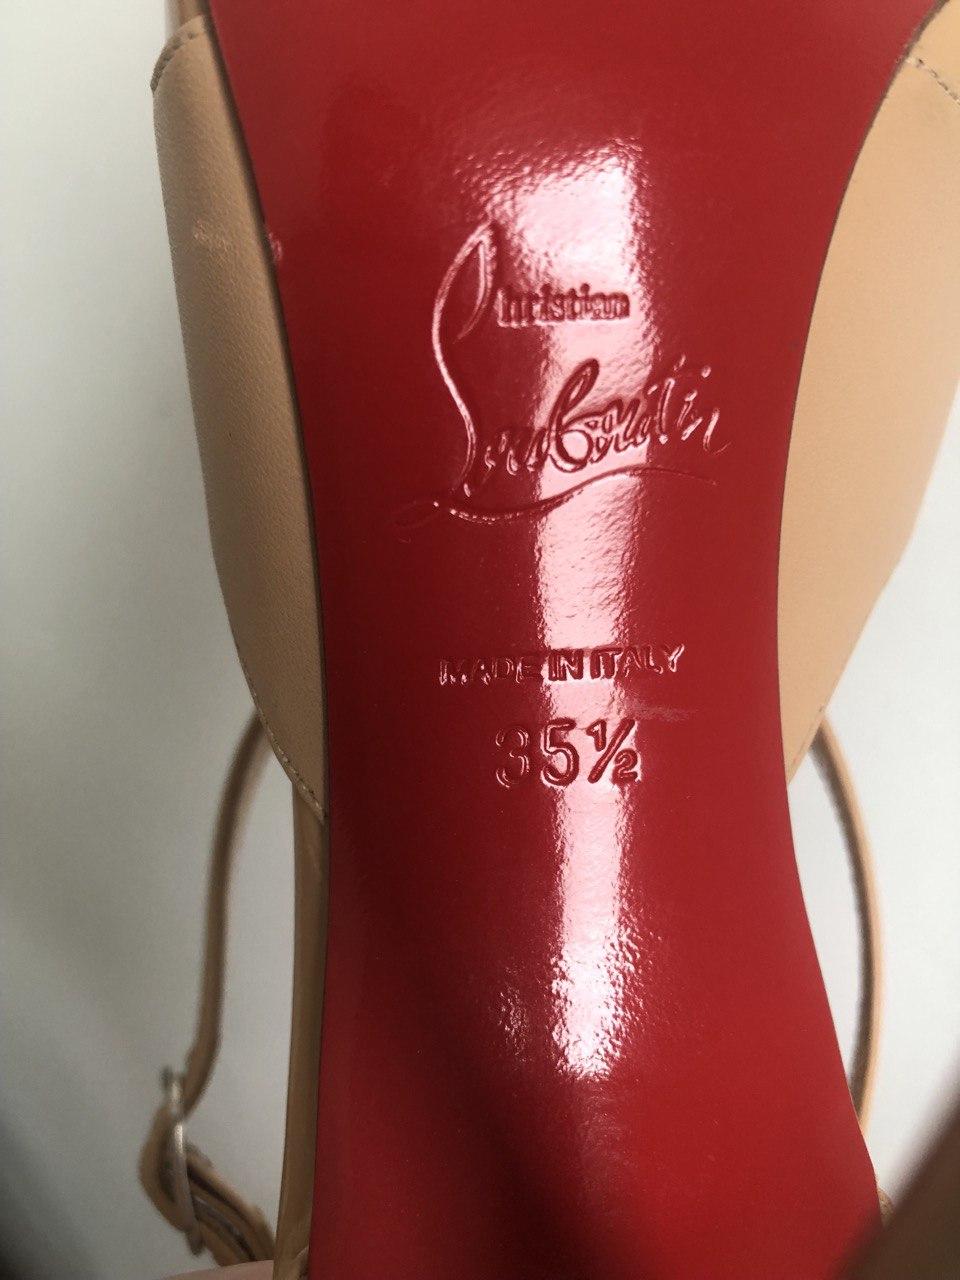 Christian
Louboutin
MADE IN ITALY
35½